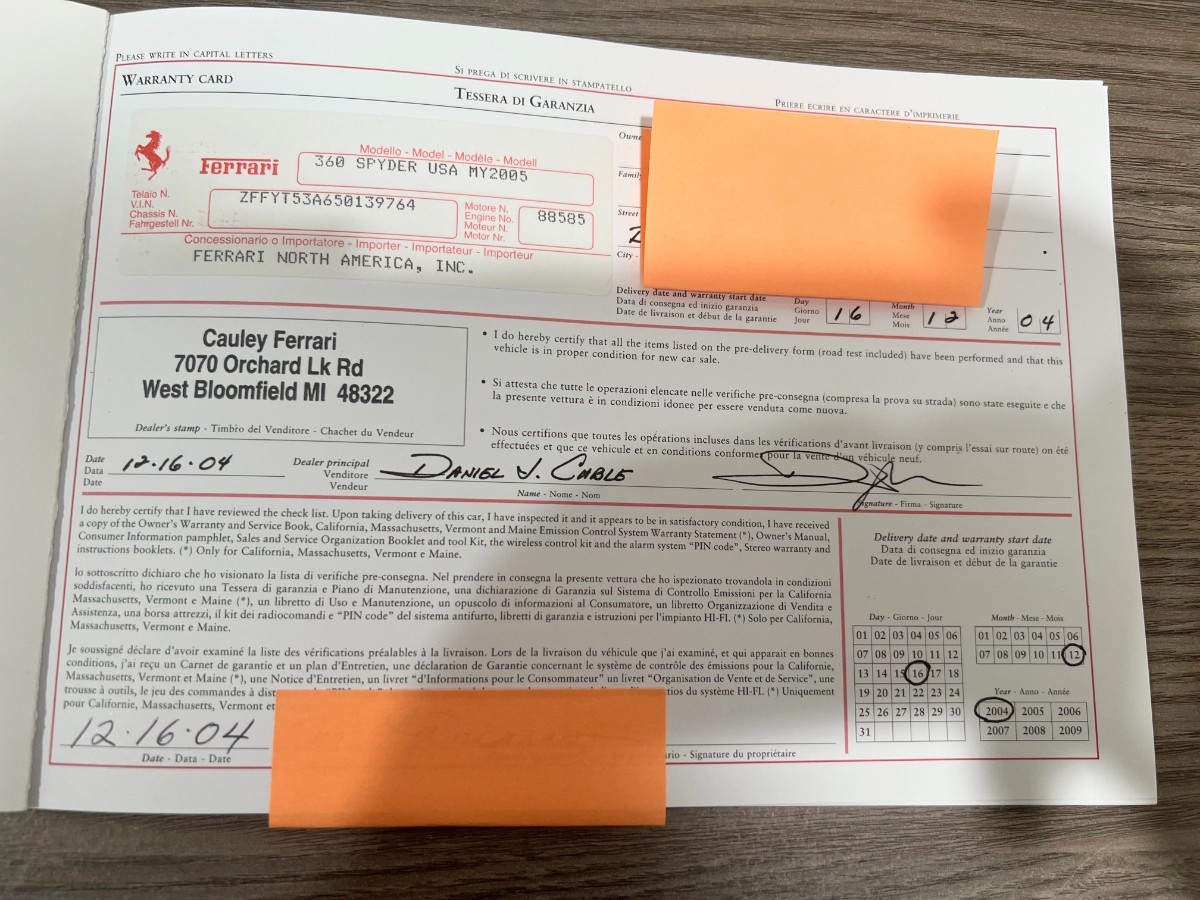 PLEASE WRITE IN CAPITAL LETTERS
SI PREGA DI SCRIVERE IN STAMPATELLO
PRIERE ECRIRE EN CARACTERE D'IMPRIMERIE
WARRANTY CARD
TESSERA DI GARANZIA
Ferrari
Modello - Model - Modèle - Modell
360 SPYDER USA MY2005
Telaio N.
V.I.N.
Chassis N.
Fahrgestell Nr.
ZFFYT53A650139764
Motore N.
Engine No.
Moteur N.
Motor Nr.
88585
Concessionario o Importatore - Importer - Importateur - Importeur
FERRARI NORTH AMERICA, INC.
Owne
Family
Street
City -
Delivery date and warranty start date
Data di consegna ed inizio garanzia
Date de livraison et début de la garantie
Day
Giorno
Jour
16
Month
Mese
Mois
12
Year
Anno
Année
04
Cauley Ferrari
7070 Orchard Lk Rd
West Bloomfield MI 48322
Dealer's stamp - Timbro del Venditore - Chachet du Vendeur
• I do hereby certify that all the items listed on the pre-delivery form (road test included) have been performed and that this
vehicle is in proper condition for new car sale.
• Si attesta che tutte le operazioni elencate nelle verifiche pre-consegna (compresa la prova su strada) sono state eseguite e che
la presente vettura è in condizioni idonee per essere venduta come nuova.
• Nous certifions que toutes les opérations incluses dans les vérifications d'avant livraison (y compris l'essai sur route) on été
effectuées et que ce vehicule et en conditions conformes pour la vente d'un véhicule neuf.
Date
Data
Date
12·16·04
Dealer principal
Venditore
Vendeur
DANIEL J. CABLE
Name - Nome - Nom
Signature - Firma - Signature
I do hereby certify that I have reviewed the check list. Upon taking delivery of this car, I have inspected it and it appears to be in satisfactory condition, I have received
a copy of the Owner's Warranty and Service Book, California, Massachusetts, Vermont and Maine Emission Control System Warranty Statement (*), Owner's Manual,
Consumer Information pamphlet, Sales and Service Organization Booklet and tool Kit, the wireless control kit and the alarm system "PIN code", Stereo warranty and
instructions booklets. (*) Only for California, Massachusetts, Vermont e Maine.
Io sottoscritto dichiaro che ho visionato la lista di verifiche pre-consegna. Nel prendere in consegna la presente vettura che ho ispezionato trovandola in condizioni
soddisfacenti, ho ricevuto una Tessera di garanzia e Piano di Manutenzione, una dichiarazione di Garanzia sul Sistema di Controllo Emissioni per la California
Massachusetts, Vermont e Maine (*), un libretto di Uso e Manutenzione, un opuscolo di informazioni al Consumatore, un libretto Organizzazione di Vendita e
Assistenza, una borsa attrezzi, il kit dei radiocomandi e "PIN code" del sistema antifurto, libretti di garanzia e istruzioni per l'impianto HI-FI. (*) Solo per California,
Massachusetts, Vermont e Maine.
Je soussigné déclare d'avoir examiné la liste des vérifications préalables à la livraison. Lors de la livraison du véhicule que j'ai examiné, et qui apparait en bonnes
conditions, j'ai reçu un Carnet de garantie et un plan d'Entretien, une déclaration de Garantie concernant le système de contrôle des émissions pour la Californie,
Massachusetts, Vermont et Maine (*), une Notice d'Entretien, un livret "d'Informations pour le Consommateur" un livret "Organisation de Vente et de Service", une
trousse à outils, le jeu des commandes à dist
du système HI-FI. (*) Uniquement
pour Californie, Massachusetts, Vermont et
12·16·04
Date - Data - Date
rio - Signature du propriétaire
Delivery date and warranty start date
Data di consegna ed inizio garanzia
Date de livraison et début de la garantie
Day - Giorno - Jour
01 02 03 04 05 06
07 08 09 10 11 12
13 14 15 16 17 18
19 20 21 22 23 24
25 26 27 28 29 30
31
Month - Mese - Mois
01 02 03 04 05 06
07 08 09 10 11 12
Year - Anno - Année
2004 2005 2006
2007 2008 2009